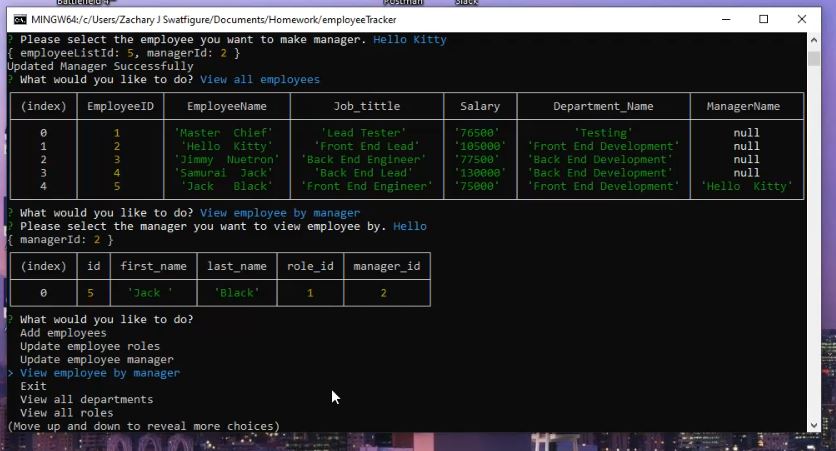 Battlefield 4
Postman
Slack
MINGW64:/c/Users/Zachary J Swatfigure/Documents/Homework/employeeTracker
? Please select the employee you want to make manager. Hello Kitty
{ employeeListId: 5, managerId: 2 }
Updated Manager Successfully
? What would you like to do? View all employees
(index) EmployeeID EmployeeName Job_tittle Salary Department_Name ManagerName
0 1 'Master Chief' 'Lead Tester' '76500' 'Testing' null
1 2 'Hello Kitty' 'Front End Lead' '105000' 'Front End Development' null
2 3 'Jimmy Nuetron' 'Back End Engineer' '77500' 'Back End Development' null
3 4 'Samurai Jack' 'Back End Lead' '130000' 'Back End Development' null
4 5 'Jack Black' 'Front End Engineer' '75000' 'Front End Development' 'Hello Kitty'
? What would you like to do? View employee by manager
? Please select the manager you want to view employee by. Hello
{ managerId: 2 }
(index) id first_name last_name role_id manager_id
0 5 'Jack ' 'Black' 1 2
? What would you like to do?
Add employees
Update employee roles
Update employee manager
> View employee by manager
Exit
View all departments
View all roles
(Move up and down to reveal more choices)